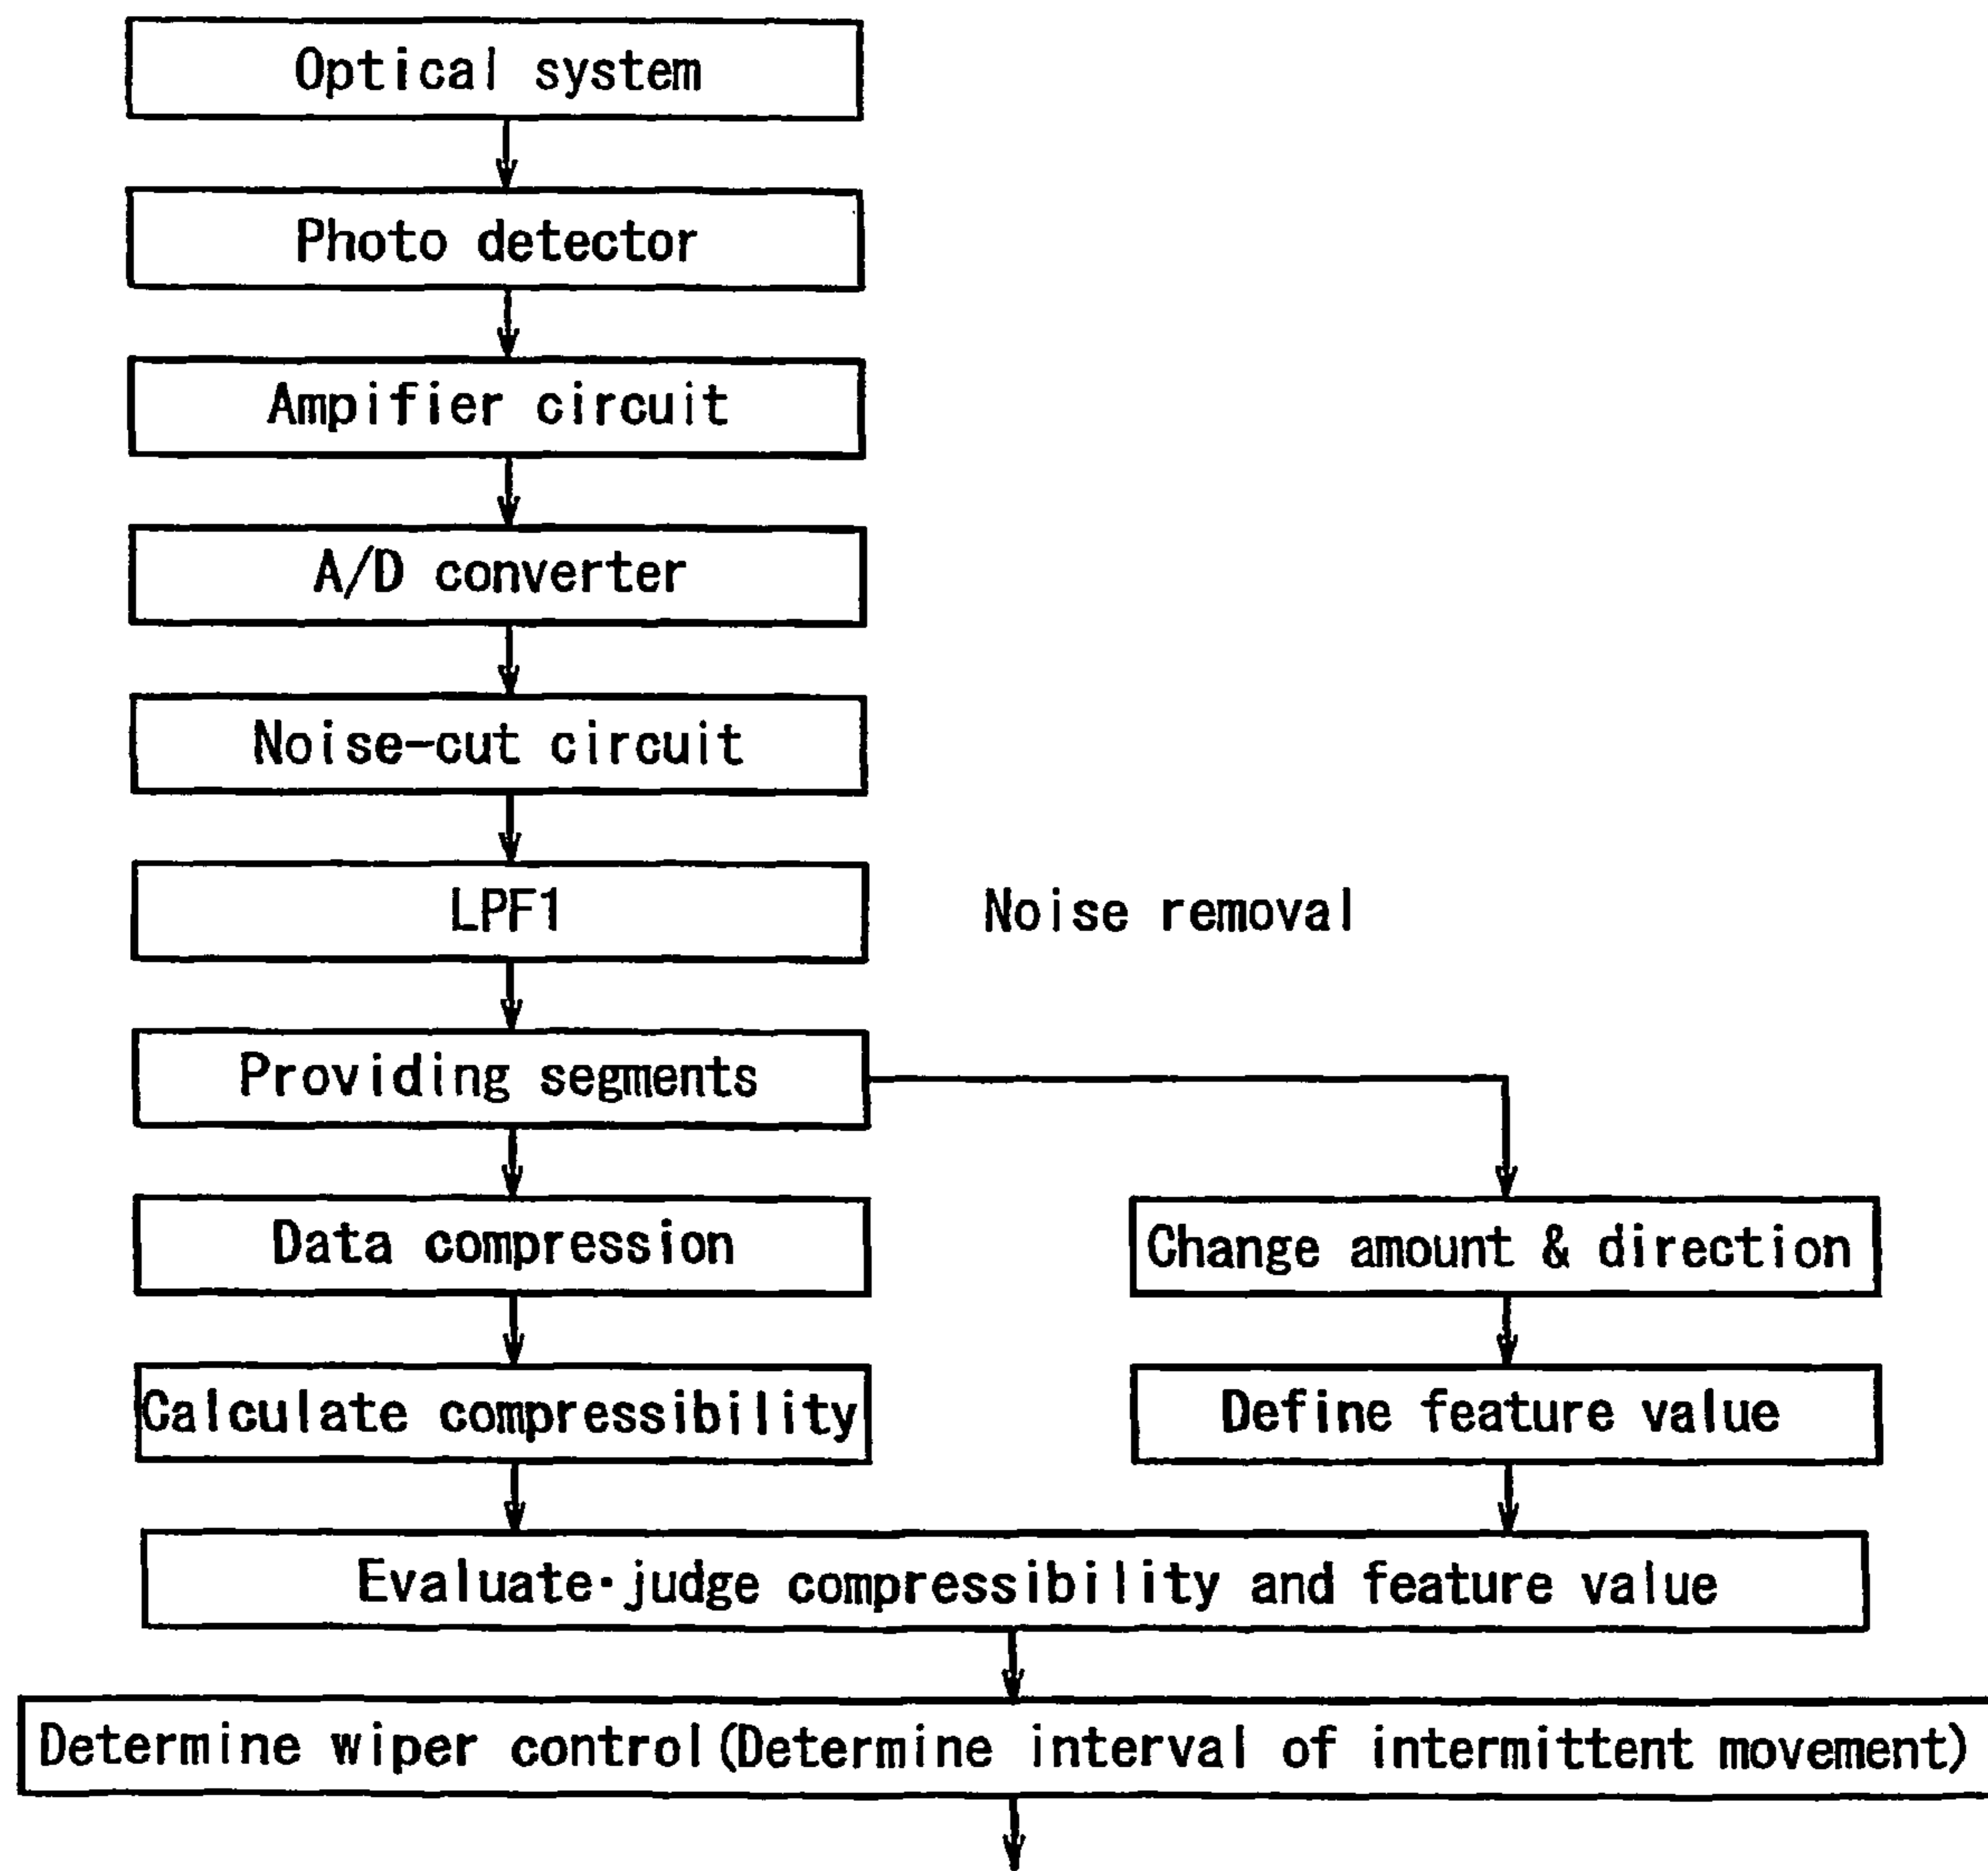 Optical system
Photo detector
Ampifier circuit
A/D converter
Noise-cut circuit
LPF1
Noise removal
Providing segments
Data compression
Change amount & direction
Calculate compressibility
Define feature value
Evaluate·judge compressibility and feature value
Determine wiper control(Determine interval of intermittent movement)